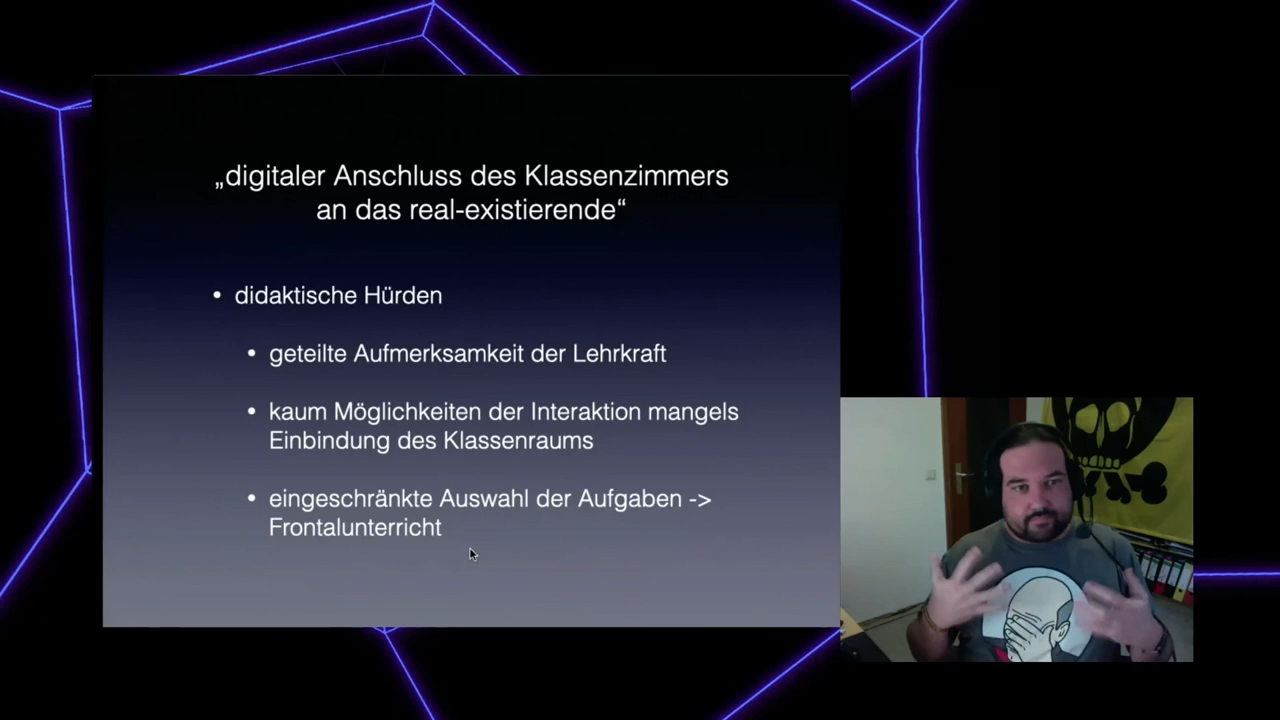 „digitaler Anschluss des Klassenzimmers
an das real-existierende“
• didaktische Hürden
• geteilte Aufmerksamkeit der Lehrkraft
• kaum Möglichkeiten der Interaktion mangels
Einbindung des Klassenraums
• eingeschränkte Auswahl der Aufgaben ->
Frontalunterricht